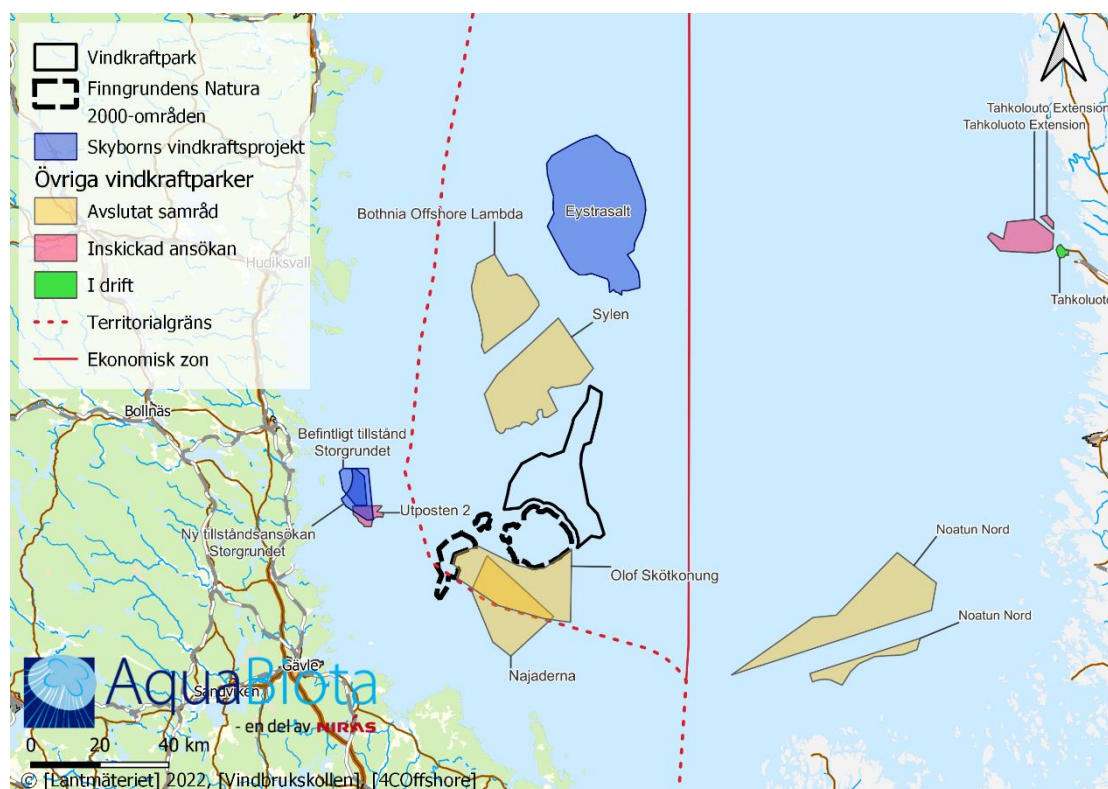 Vindkraftpark
Finngrundens Natura
2000-områden
Skyborns vindkraftsprojekt
Övriga vindkraftparker
Avslutat samråd
Inskickad ansökan
I drift
Territorialgräns
Ekonomisk zon
Hudiksvall
Bollnäs
Tahkolouto Extension
Tahkoluoto Extension
Tahkoluoto
Eystrasalt
Bothnia Offshore Lambda
Sylen
Befintligt tillstånd
Storgrundet
Utposten 2
Ny tillståndsansökan
Storgrundet
Olof Skötkonung
Najaderna
Noatun Nord
Noatun Nord
Gävle
Sandviken
AquaBiota
- en del av NIRAS
0 20 40 km
© [Lantmäteriet] 2022, [Vindbrukskollen], [4COffshore]